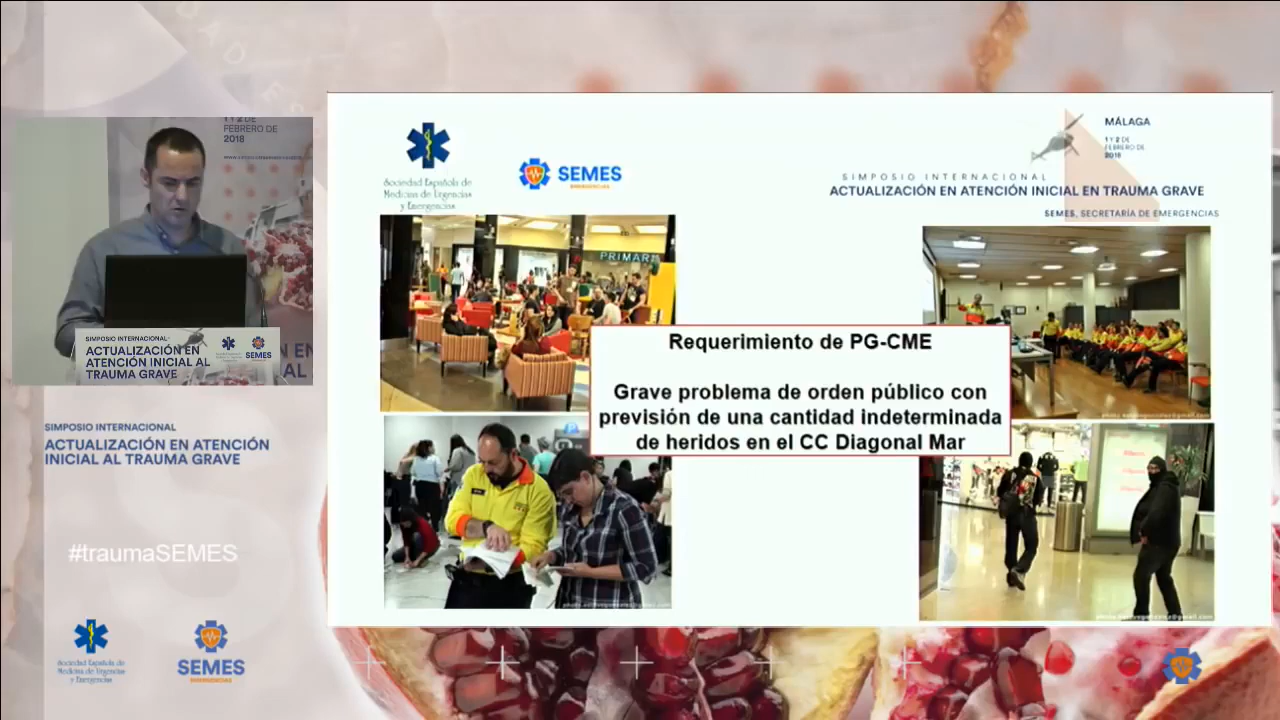 1 Y 2 DE
FEBRERO DE
2018
SIMPOSIO INTERNACIONAL
ACTUALIZACIÓN EN
ATENCIÓN INICIAL AL
TRAUMA GRAVE
SEMES
SIMPOSIO INTERNACIONAL
ACTUALIZACIÓN EN ATENCIÓN
INICIAL AL TRAUMA GRAVE
#traumaSEMES
Sociedad Española de
Medicina de Urgencias
y Emergencias
SEMES
EMERGENCIAS
Sociedad Española de
Medicina de Urgencias
y Emergencias
SEMES
EMERGENCIAS
MÁLAGA
1 Y 2 DE
FEBRERO DE
2018
SIMPOSIO INTERNACIONAL
ACTUALIZACIÓN EN ATENCIÓN INICIAL EN TRAUMA GRAVE
SEMES, SECRETARÍA DE EMERGENCIAS
PRIMARK
Requerimiento de PG-CME
Grave problema de orden público con
previsión de una cantidad indeterminada
de heridos en el CC Diagonal Mar